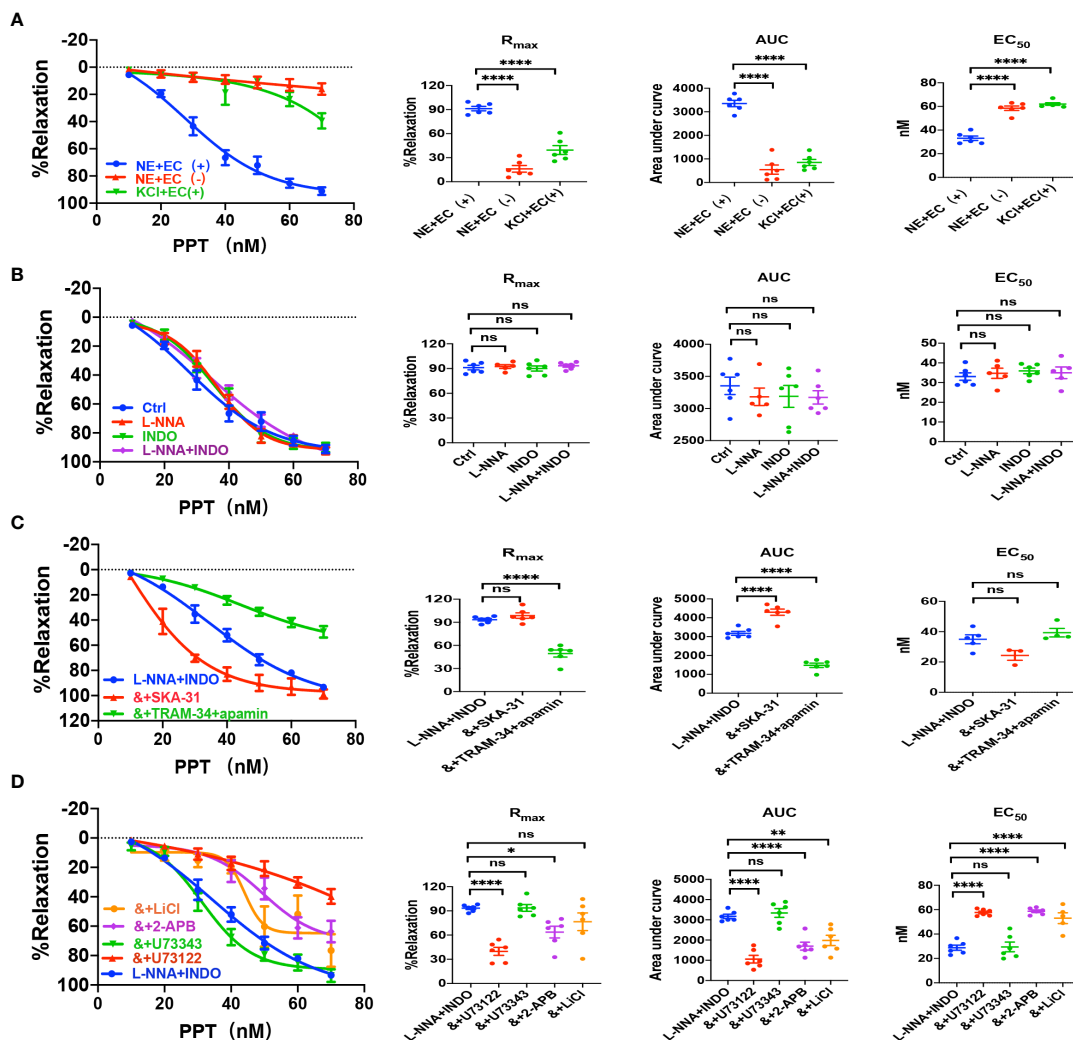 A
-20
0
20
40
60
80
100
%Relaxation
0 20 40 60 80
PPT (nM)
NE+EC (+)
NE+EC (-)
KCl+EC(+)
Rmax
****
****
120
90
60
30
0
%Relaxation
NE+EC (+)
NE+EC (-)
KCl+EC(+)
AUC
****
****
4000
3000
2000
1000
0
Area under curve
NE+EC (+)
NE+EC (-)
KCl+EC(+)
EC50
****
****
80
60
40
20
0
nM
NE+EC (+)
NE+EC (-)
KCl+EC(+)
B
-20
0
20
40
60
80
100
%Relaxation
0 20 40 60 80
PPT (nM)
Ctrl
L-NNA
INDO
L-NNA+INDO
Rmax
ns
ns
ns
120
90
60
30
0
%Relaxation
Ctrl
L-NNA
INDO
L-NNA+INDO
AUC
ns
ns
ns
4000
3500
3000
2500
Area under curve
Ctrl
L-NNA
INDO
L-NNA+INDO
EC50
ns
ns
ns
50
40
30
20
10
0
nM
Ctrl
L-NNA
INDO
L-NNA+INDO
C
-20
0
20
40
60
80
100
120
%Relaxation
0 20 40 60 80
PPT (nM)
L-NNA+INDO
&+SKA-31
&+TRAM-34+apamin
Rmax
****
ns
120
90
60
30
0
%Relaxation
L-NNA+INDO
&+SKA-31
&+TRAM-34+apamin
AUC
****
****
5000
4000
3000
2000
1000
0
Area under curve
L-NNA+INDO
&+SKA-31
&+TRAM-34+apamin
EC50
ns
ns
60
40
20
0
nM
L-NNA+INDO
&+SKA-31
&+TRAM-34+apamin
D
-20
0
20
40
60
80
100
%Relaxation
0 20 40 60 80
PPT (nM)
&+LiCl
&+2-APB
&+U73343
&+U73122
L-NNA+INDO
Rmax
ns
*
ns
****
120
90
60
30
0
%Relaxation
L-NNA+INDO
&+U73122
&+U73343
&+2-APB
&+LiCl
AUC
**
****
ns
****
5000
4000
3000
2000
1000
0
Area under curve
L-NNA+INDO
&+U73122
&+U73343
&+2-APB
&+LiCl
EC50
****
****
ns
****
80
60
40
20
0
nM
L-NNA+INDO
&+U73122
&+U73343
&+2-APB
&+LiCl